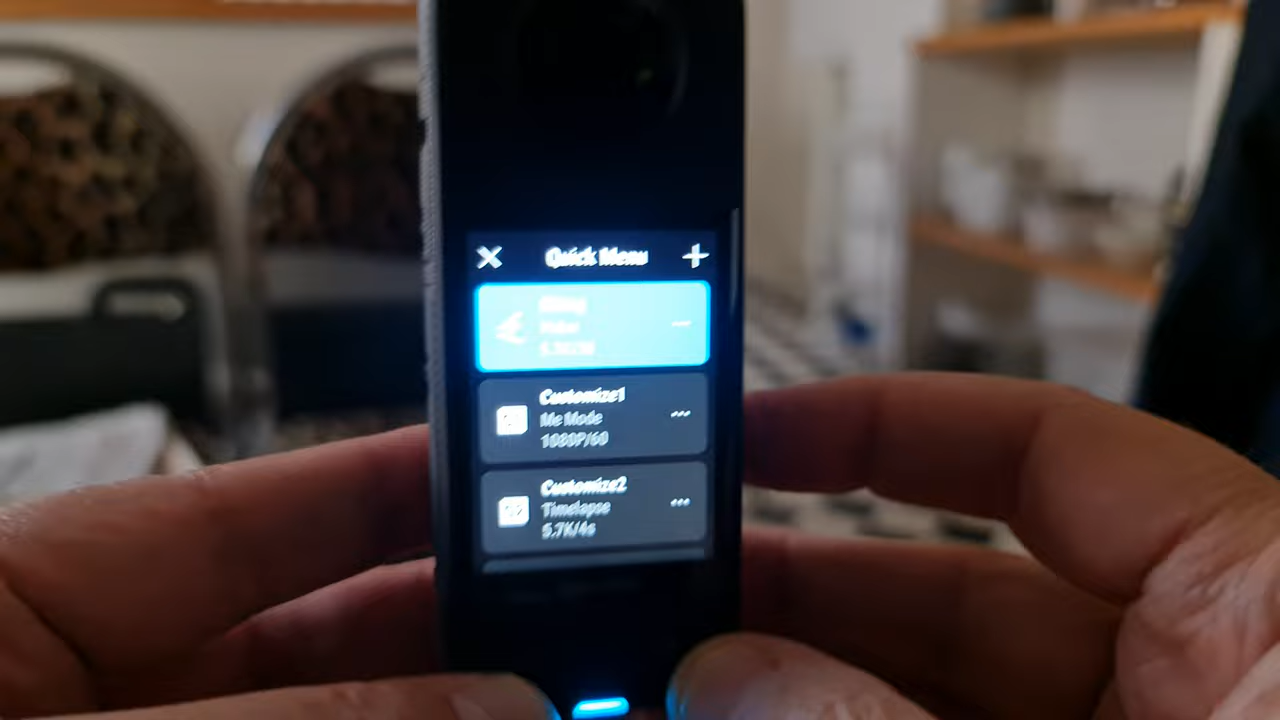 Quick Menu
Customize1
Me Mode
1080P/60
Customize2
Timelapse
5.7K/4s